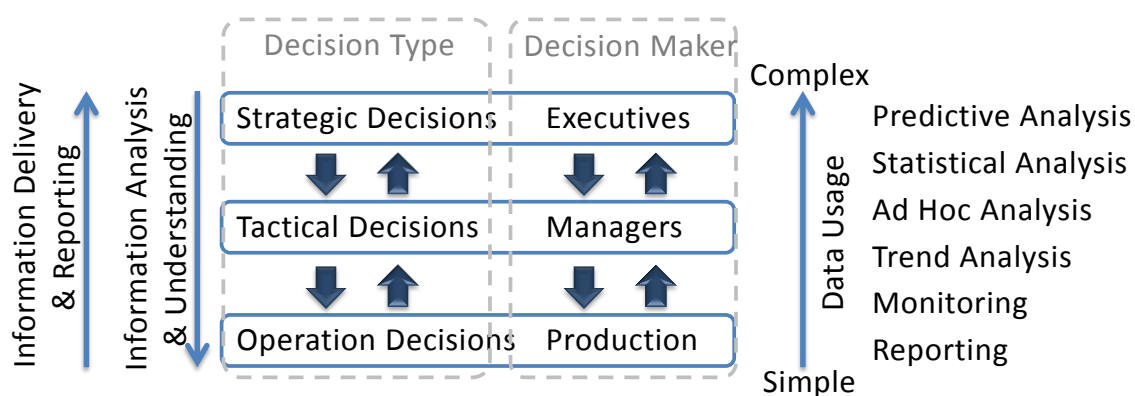 Information Delivery
& Reporting
Information Analysis
& Understanding
Decision Type
Decision Maker
Strategic Decisions
Executives
Tactical Decisions
Managers
Operation Decisions
Production
Complex
Data Usage
Simple
Predictive Analysis
Statistical Analysis
Ad Hoc Analysis
Trend Analysis
Monitoring
Reporting